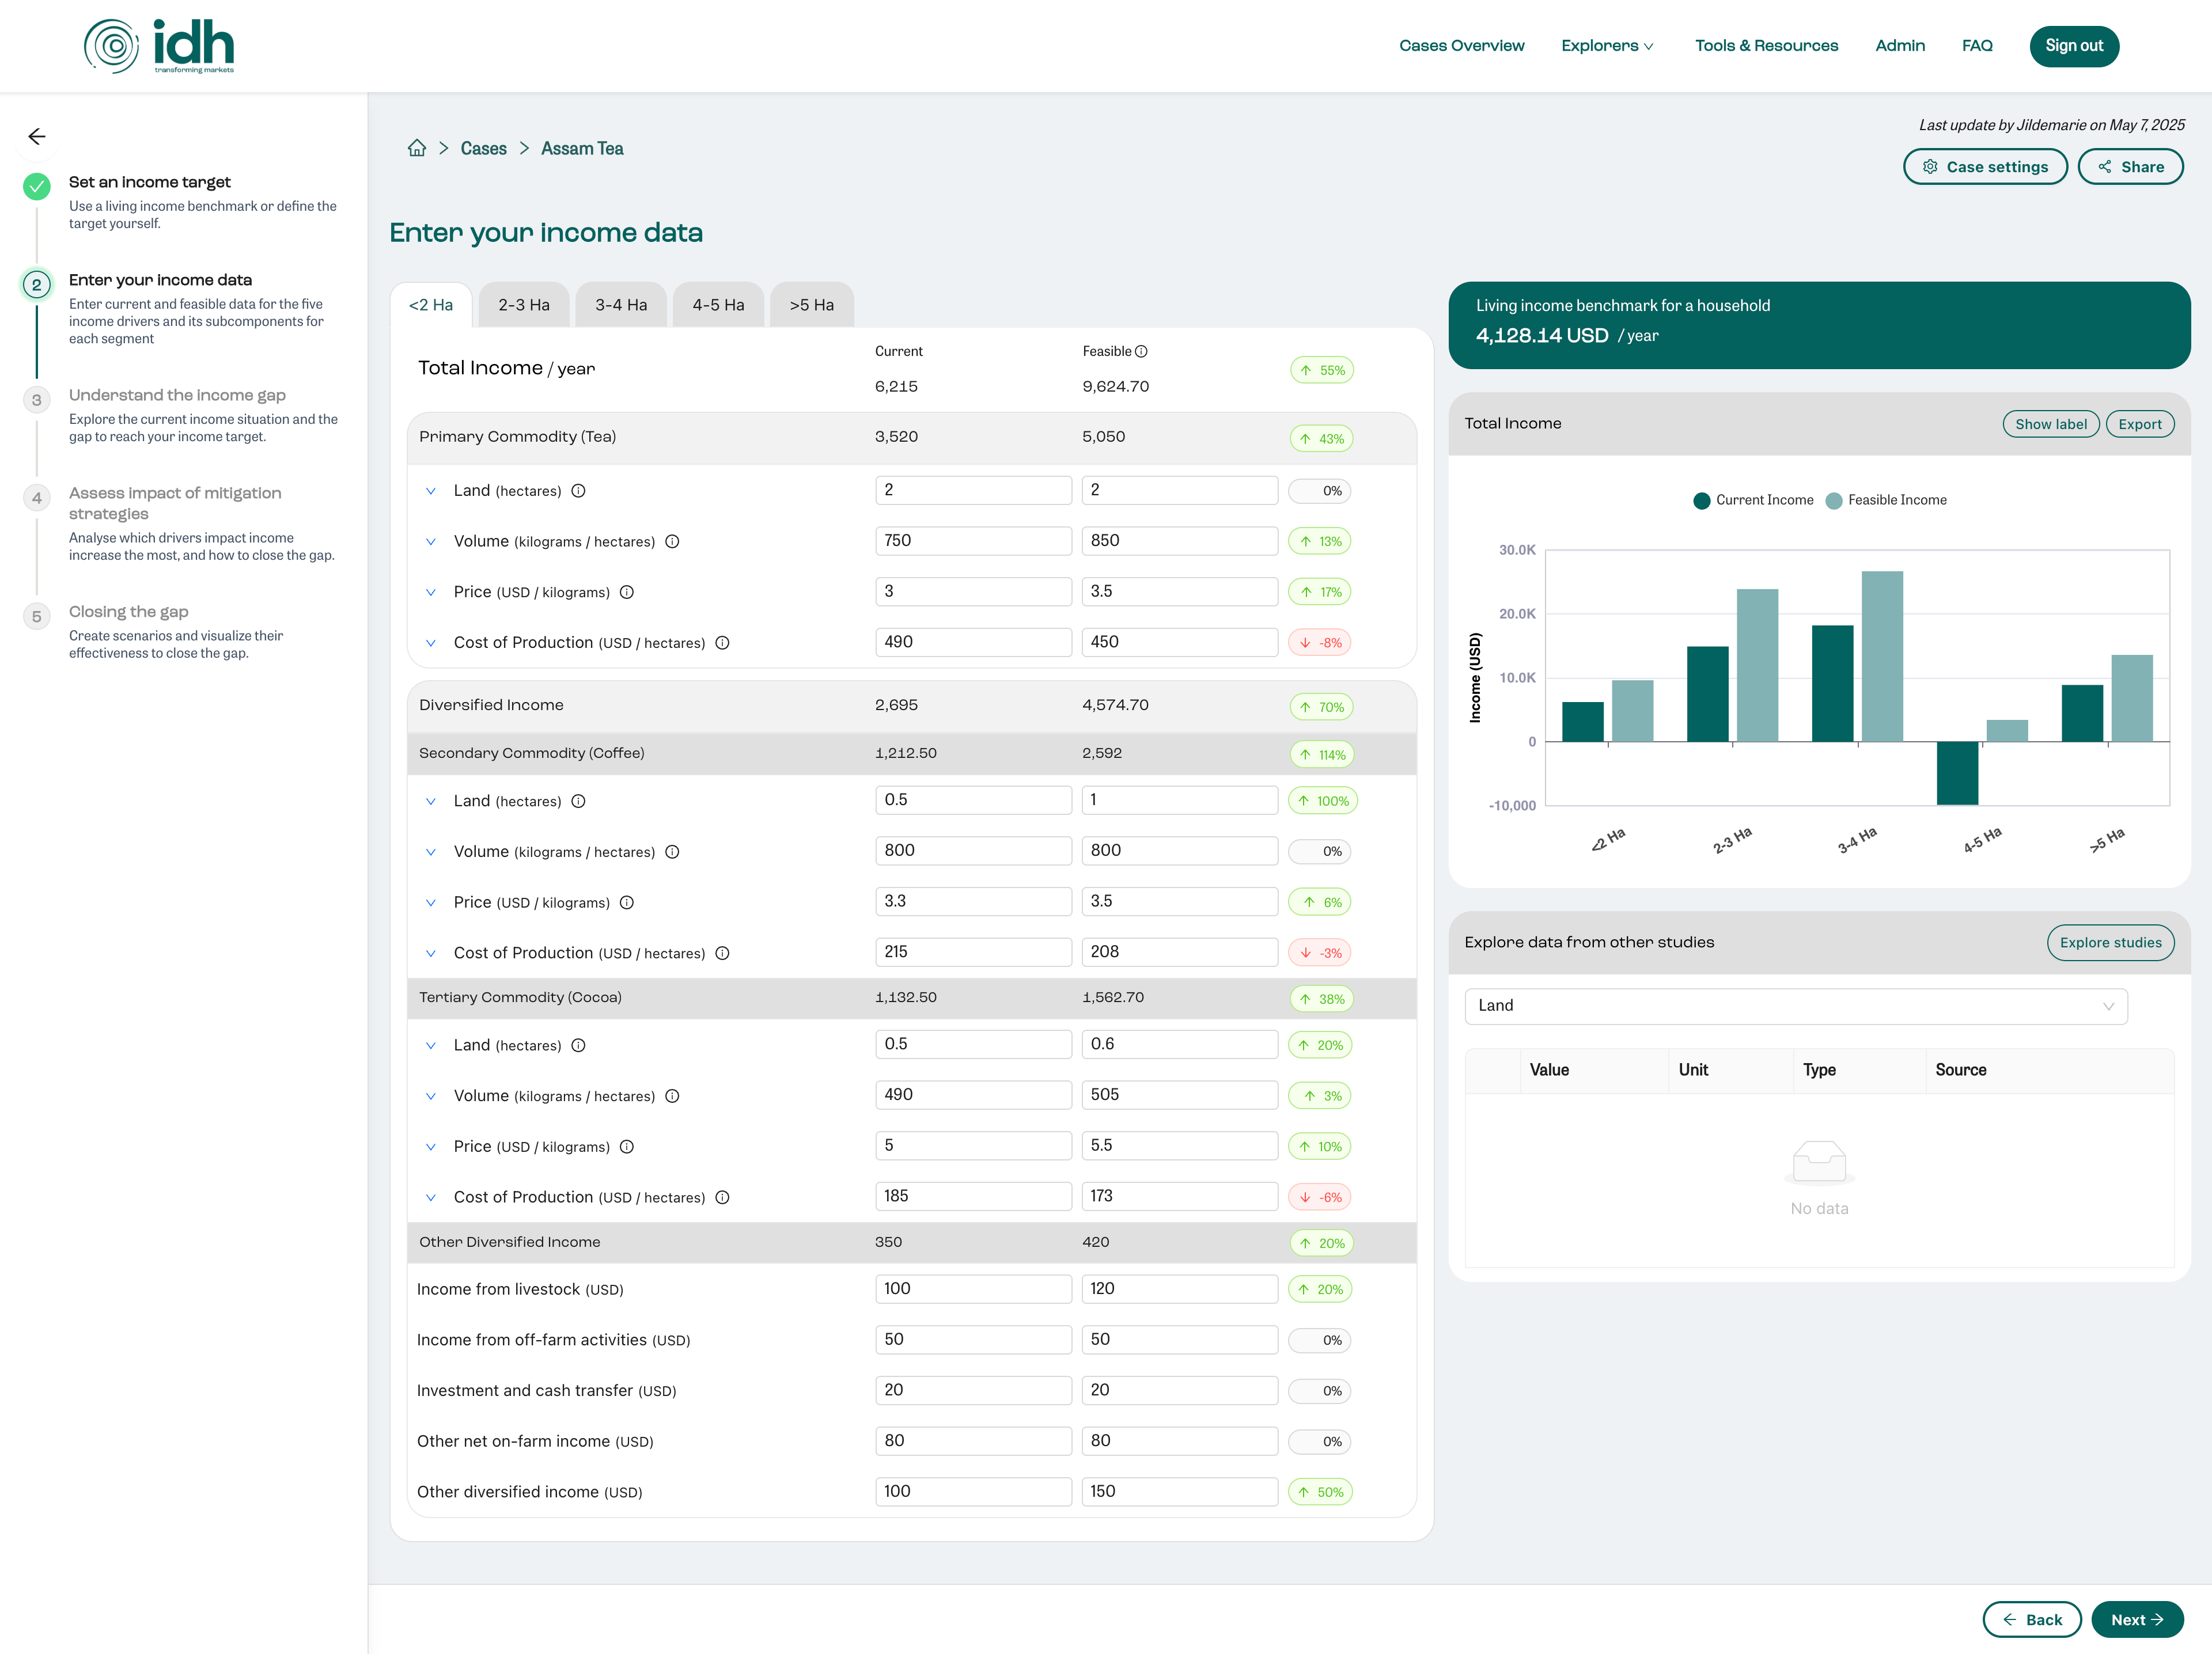 idh
transforming markets
Cases Overview
Explorers
Tools & Resources
Admin
FAQ
Sign out
Set an income target
Use a living income benchmark or define the
target yourself.
2
Enter your income data
Enter current and feasible data for the five
income drivers and its subcomponents for
each segment
3
Understand the income gap
Explore the current income situation and the
gap to reach your income target.
4
Assess impact of mitigation
strategies
Analyse which drivers impact income
increase the most, and how to close the gap.
5
Closing the gap
Create scenarios and visualize their
effectiveness to close the gap.
Cases > Assam Tea
Last update by Jildemarie on May 7, 2025
Case settings
Share
Enter your income data
<2 Ha
2-3 Ha
3-4 Ha
4-5 Ha
>5 Ha
Current Feasible
Total Income / year 6,215 9,624.70 55%
Primary Commodity (Tea) 3,520 5,050 43%
Land (hectares) 2 2 0%
Volume (kilograms / hectares) 750 850 13%
Price (USD / kilograms) 3 3.5 17%
Cost of Production (USD / hectares) 490 450 -8%
Diversified Income 2,695 4,574.70 70%
Secondary Commodity (Coffee) 1,212.50 2,592 114%
Land (hectares) 0.5 1 100%
Volume (kilograms / hectares) 800 800 0%
Price (USD / kilograms) 3.3 3.5 6%
Cost of Production (USD / hectares) 215 208 -3%
Tertiary Commodity (Cocoa) 1,132.50 1,562.70 38%
Land (hectares) 0.5 0.6 20%
Volume (kilograms / hectares) 490 505 3%
Price (USD / kilograms) 5 5.5 10%
Cost of Production (USD / hectares) 185 173 -6%
Other Diversified Income 350 420 20%
Income from livestock (USD) 100 120 20%
Income from off-farm activities (USD) 50 50 0%
Investment and cash transfer (USD) 20 20 0%
Other net on-farm income (USD) 80 80 0%
Other diversified income (USD) 100 150 50%
Living income benchmark for a household
4,128.14 USD / year
Total Income
Show label
Export
Current Income Feasible Income
Income (USD)
30.0K
20.0K
10.0K
0
-10,000
<2 Ha
2-3 Ha
3-4 Ha
4-5 Ha
>5 Ha
Explore data from other studies
Explore studies
Land
Value Unit Type Source
No data
Back
Next